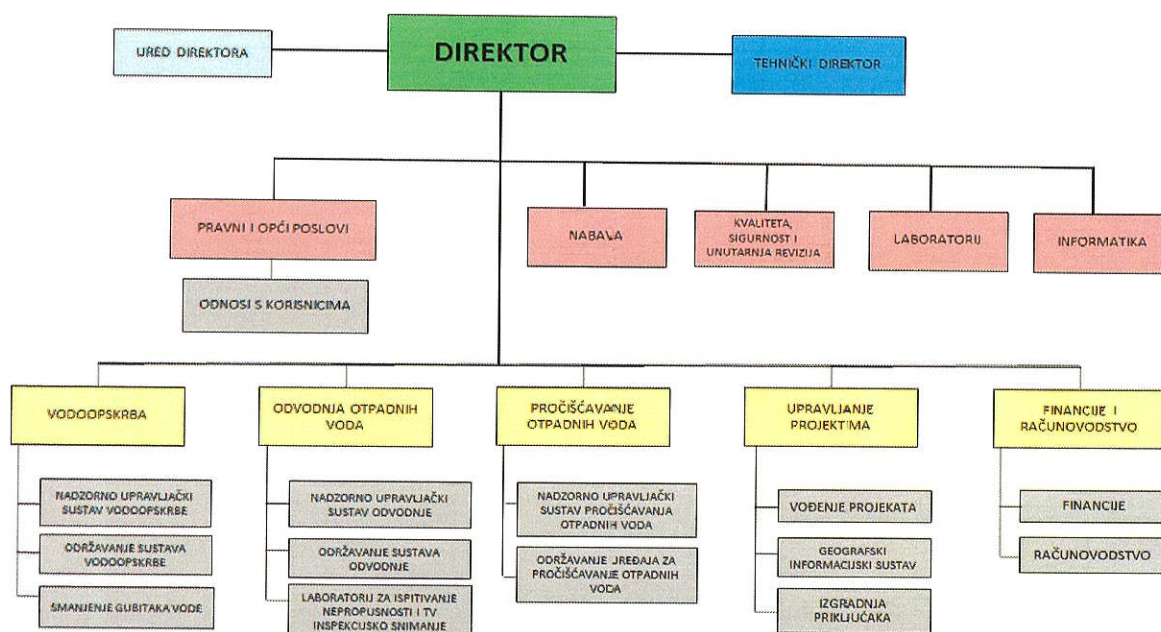 URED DIREKTORA
DIREKTOR
TEHNIČKI DIREKTOR
PRAVNI I OPĆI POSLOVI
NABAVA
KVALITETA,
SIGURNOST I
UNUTARNJA REVIZIJA
LABORATORIJ
INFORMATIKA
ODNOSI S KORISNICIMA
VODOOPSKRBA
NADZORNO UPRAVLJAČKI
SUSTAV VODOOPSKRBE
ODRŽAVANJE SUSTAVA
VODOOPSKRBE
SMANJENJE GUBITAKA VODE
ODVODNJA OTPADNIH
VODA
NADZORNO UPRAVLJAČKI
SUSTAV ODVODNJE
ODRŽAVANJE SUSTAVA
ODVODNJE
LABORATORIJ ZA ISPITIVANJE
NEPROPUSNOSTI I TV
INSPEKCIJSKO SNIMANJE
PROČIŠĆAVANJE
OTPADNIH VODA
NADZORNO UPRAVLJAČKI
SUSTAV PROČIŠĆAVANJA
OTPADNIH VODA
ODRŽAVANJE UREĐAJA ZA
PROČIŠĆAVANJE OTPADNIH
VODA
UPRAVLJANJE
PROJEKTIMA
VOĐENJE PROJEKATA
GEOGRAFSKI
INFORMACIJSKI SUSTAV
IZGRADNJA
PRIKLJUČAKA
FINANCIJE I
RAČUNOVODSTVO
FINANCIJE
RAČUNOVODSTVO